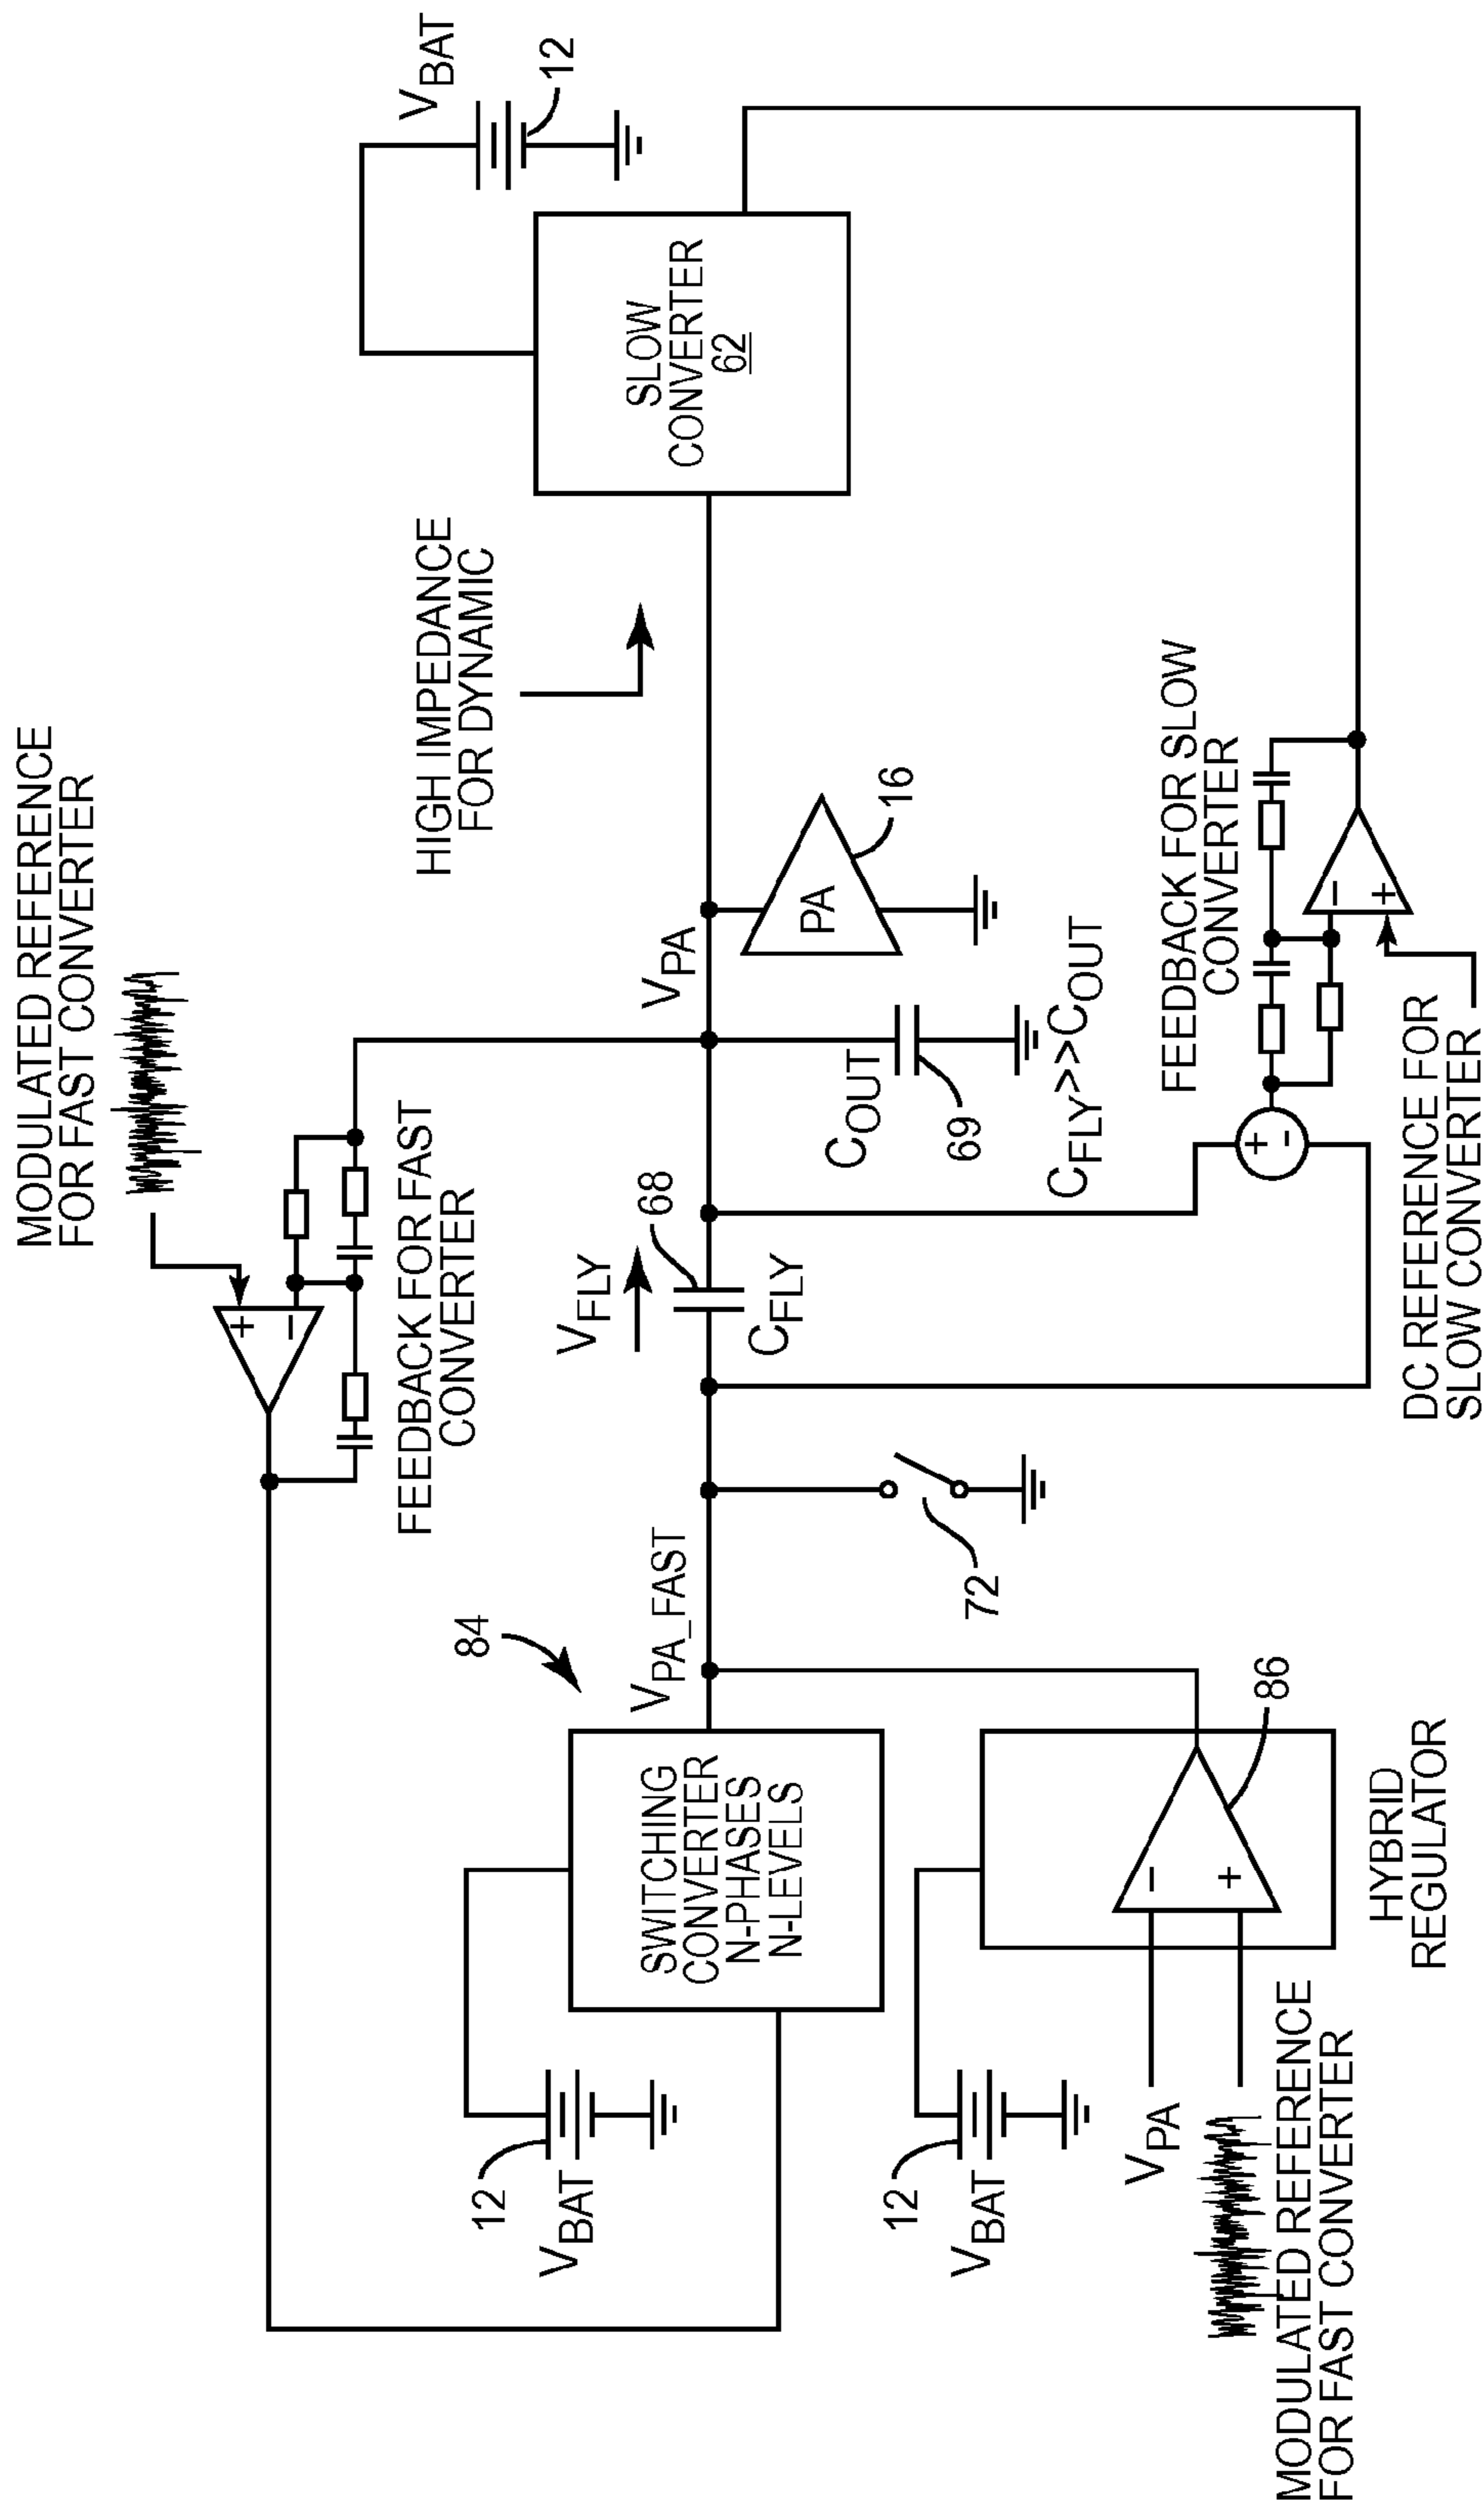 MODULATED REFERENCE
FOR FAST CONVERTER
+
-
FEEDBACK FOR FAST
CONVERTER
HIGH IMPEDANCE
FOR DYNAMIC
VBAT
12
84
12
VBAT
SWITCHING
CONVERTER
N-PHASES
N-LEVELS
VPA_FAST
VFLY
68
CFLY
VPA
PA
16
SLOW
CONVERTER
62
72
COUT
69
CFLY>>COUT
12
VBAT
VPA
-
+
86
MODULATED REFERENCE
FOR FAST CONVERTER
HYBRID
REGULATOR
+
-
FEEDBACK FOR SLOW
CONVERTER
-
+
DC REFERENCE FOR
SLOW CONVERTER